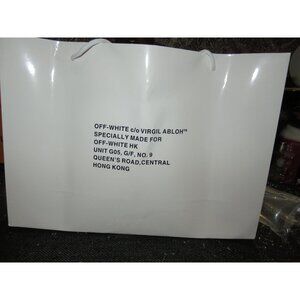 OFF-WHITE c/o VIRGIL ABLOH™
SPECIALLY MADE FOR
OFF-WHITE HK
UNIT G05, G/F, NO. 9
QUEEN'S ROAD,CENTRAL
HONG KONG